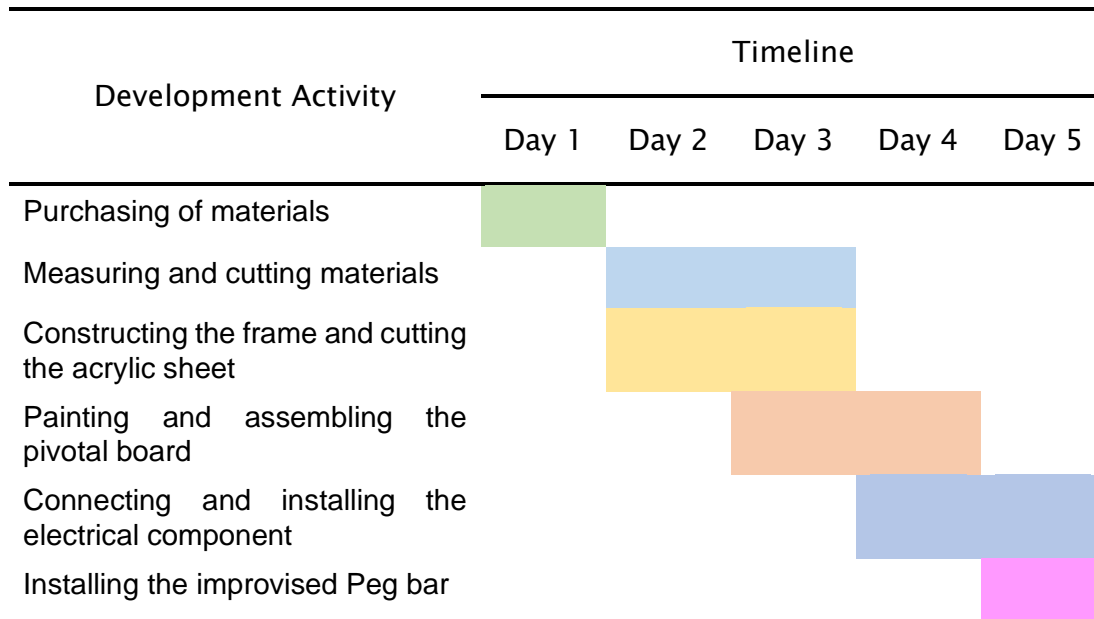 Development Activity
Timeline
Day 1 Day 2 Day 3 Day 4 Day 5
Purchasing of materials
Measuring and cutting materials
Constructing the frame and cutting
the acrylic sheet
Painting and assembling the
pivotal board
Connecting and installing the
electrical component
Installing the improvised Peg bar